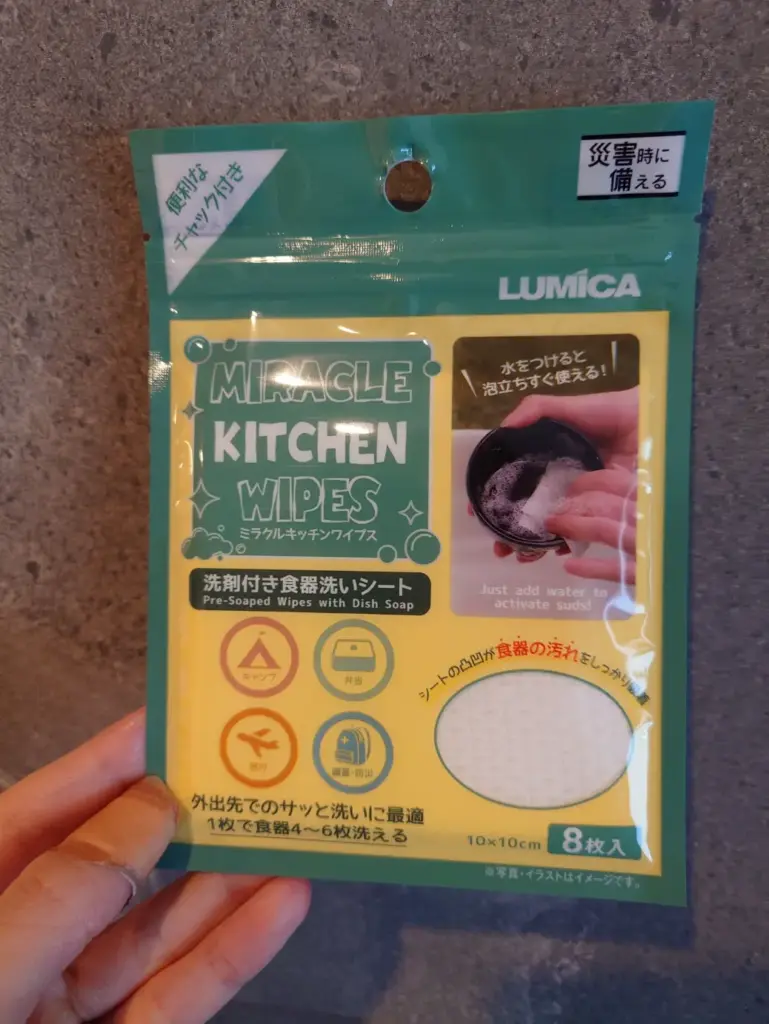 便利な
チャック付き
災害時に
備える
LUMICA
MIRACLE
KITCHEN
WIPES
ミラクルキッチンワイプス
水をつけると
泡立ちすぐ使える!
Just add water to
activate suds!
洗剤付き食器洗いシート
Pre-Soaped Wipes with Dish Soap
キャンプ
弁当
旅行
備蓄・防災
シートの凸凹が食器の汚れをしっかり
外出先でのサッと洗いに最適
1枚で食器4〜6枚洗える
10×10cm
8枚入
※写真・イラストはイメージです。